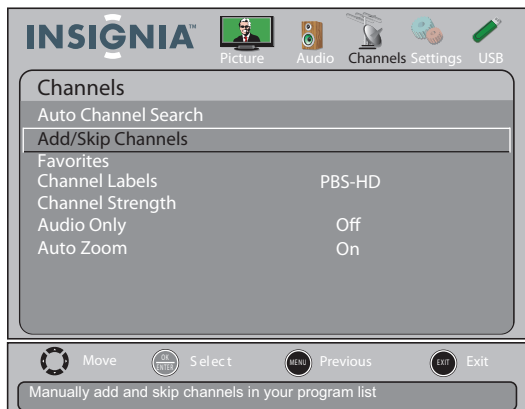 INSIGNIA™
Picture Audio Channels Settings USB
Channels
Auto Channel Search
Add/Skip Channels
Favorites
Channel Labels PBS-HD
Channel Strength
Audio Only Off
Auto Zoom On
Move OK ENTER Select MENU Previous EXIT Exit
Manually add and skip channels in your program list